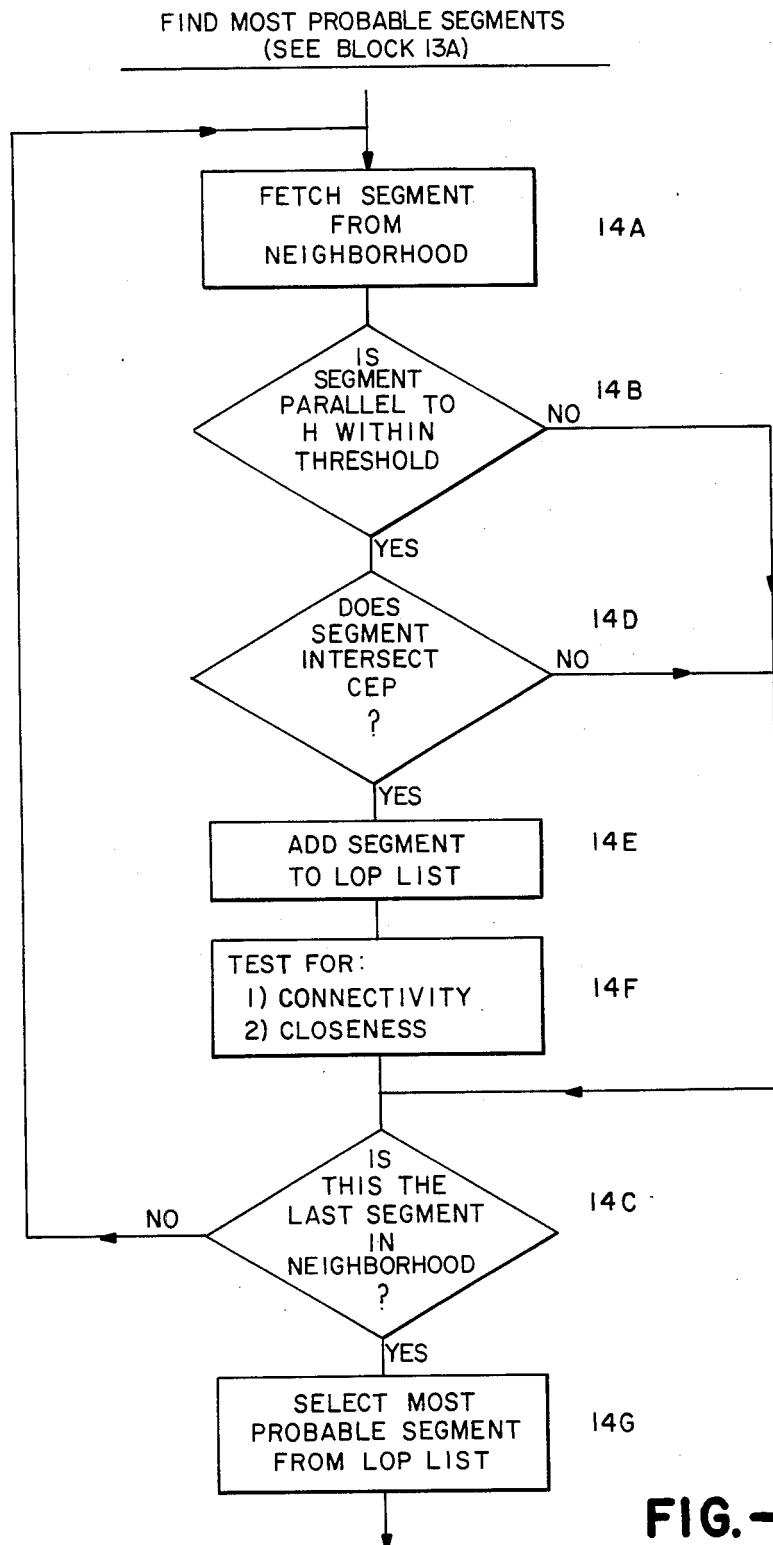 FIND MOST PROBABLE SEGMENTS
(SEE BLOCK 13A)
FETCH SEGMENT
FROM
NEIGHBORHOOD
14A
IS
SEGMENT
PARALLEL TO
H WITHIN
THRESHOLD
14B
NO
YES
DOES
SEGMENT
INTERSECT
CEP
?
14D
NO
YES
ADD SEGMENT
TO LOP LIST
14E
TEST FOR:
1) CONNECTIVITY
2) CLOSENESS
14F
IS
THIS THE
LAST SEGMENT
IN
NEIGHBORHOOD
?
14C
NO
YES
SELECT MOST
PROBABLE SEGMENT
FROM LOP LIST
14G
FIG.–